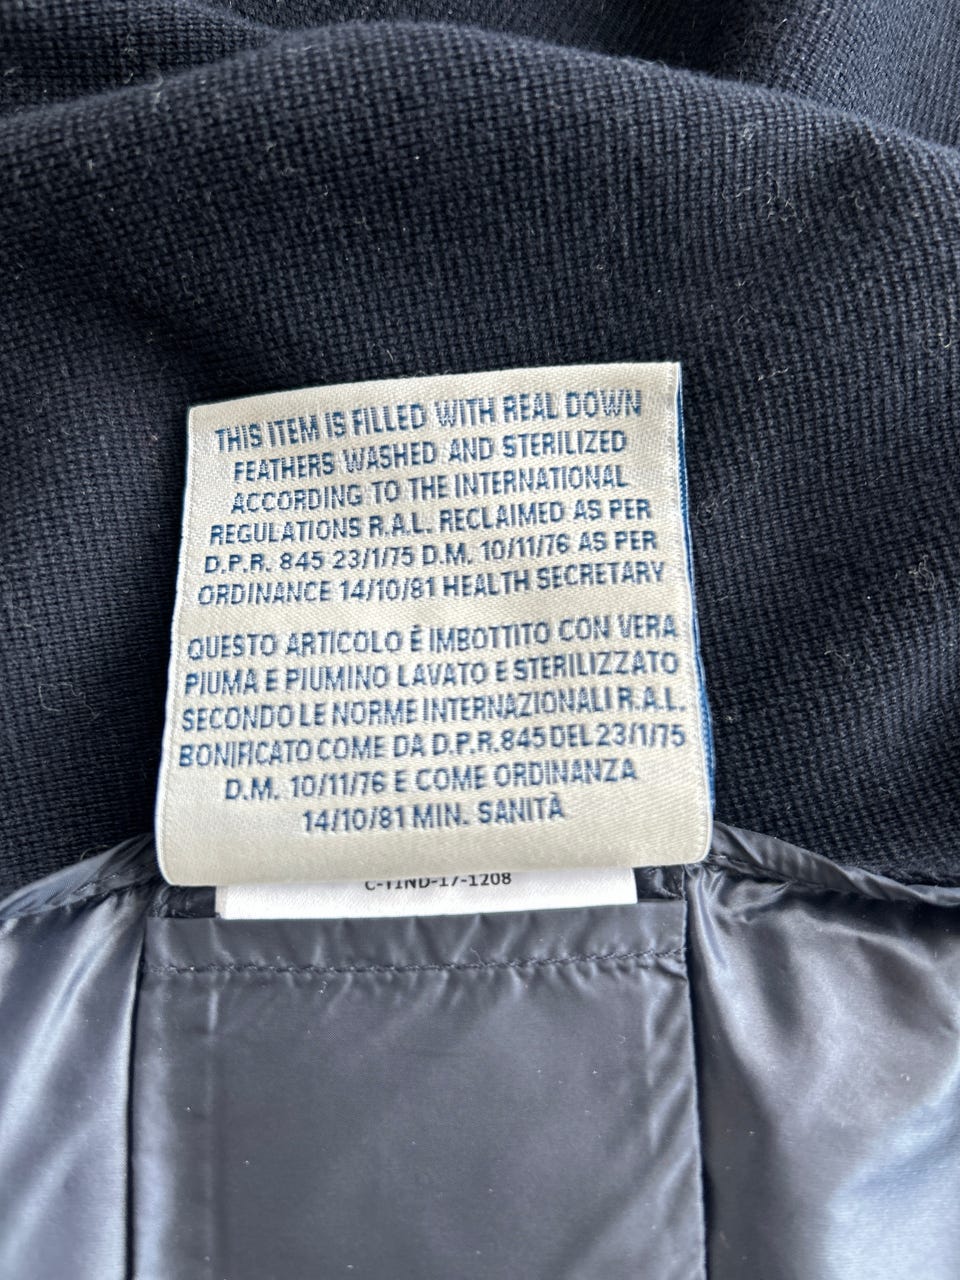 THIS ITEM IS FILLED WITH REAL DOWN
FEATHERS WASHED AND STERILIZED
ACCORDING TO THE INTERNATIONAL
REGULATIONS R.A.L. RECLAIMED AS PER
D.P.R. 845 23/1/75 D.M. 10/11/76 AS PER
ORDINANCE 14/10/81 HEALTH SECRETARY
QUESTO ARTICOLO È IMBOTTITO CON VERA
PIUMA E PIUMINO LAVATO E STERILIZZATO
SECONDO LE NORME INTERNAZIONALI R.A.L.
BONIFICATO COME DA D.P.R. 845 DEL 23/1/75
D.M. 10/11/76 E COME ORDINANZA
14/10/81 MIN. SANITÀ